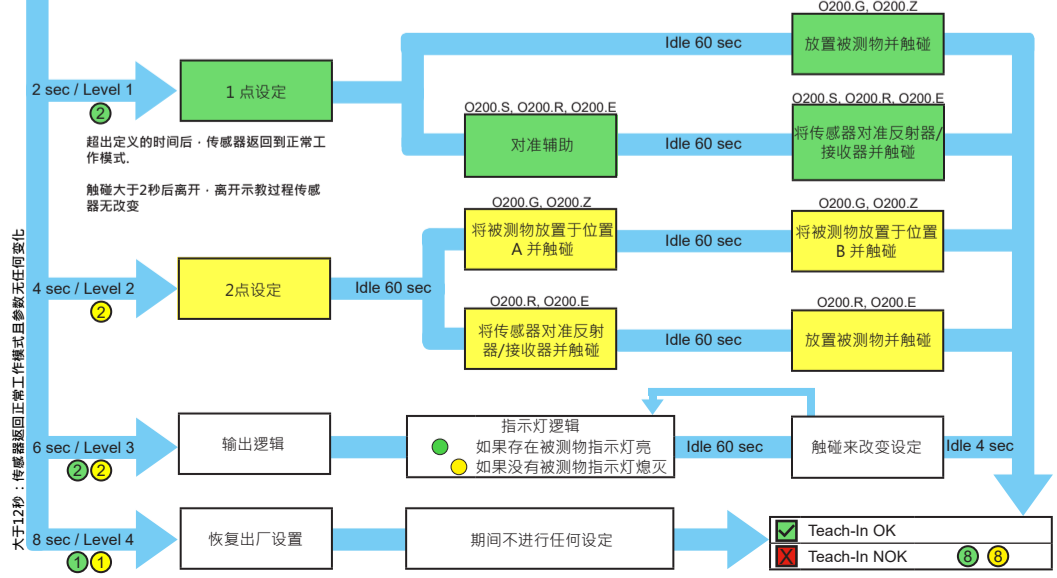 O200.G, O200.Z
Idle 60 sec
放置被测物并触碰
2 sec / Level 1
2
1 点设定
超出定义的时间后，传感器返回到正常工
作模式.
触碰大于2秒后离开，离开示教过程传感
器无改变
O200.S, O200.R, O200.E
对准辅助
Idle 60 sec
O200.S, O200.R, O200.E
将传感器对准反射器/
接收器并触碰
大于12秒：传感器返回正常工作模式且参数无任何变化
4 sec / Level 2
2
2点设定
Idle 60 sec
O200.G, O200.Z
将被测物放置于位置
A 并触碰
Idle 60 sec
O200.G, O200.Z
将被测物放置于位置
B 并触碰
O200.R, O200.E
将传感器对准反射
器/接收器并触碰
Idle 60 sec
O200.R, O200.E
放置被测物并触碰
6 sec / Level 3
2 2
输出逻辑
指示灯逻辑
如果存在被测物指示灯亮
如果没有被测物指示灯熄灭
Idle 60 sec
触碰来改变设定
Idle 4 sec
8 sec / Level 4
1 1
恢复出厂设置
期间不进行任何设定
Teach-In OK
Teach-In NOK
8 8